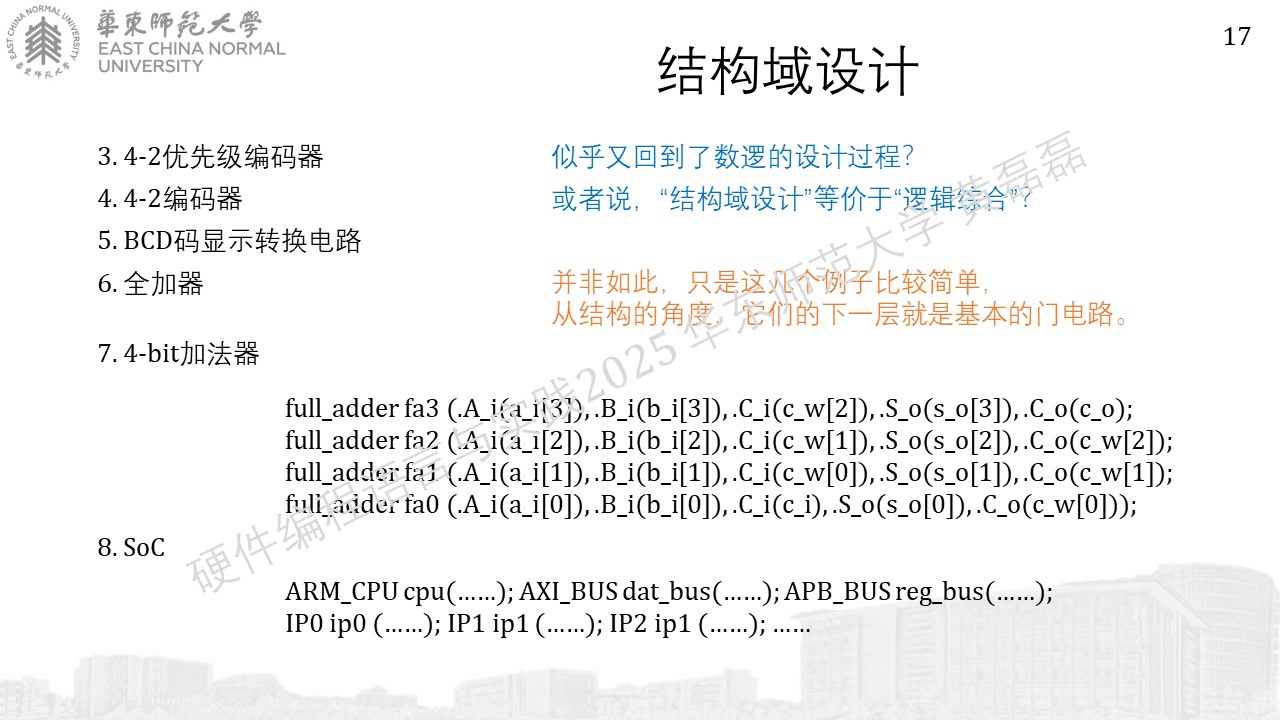 華東師範大學
EAST CHINA NORMAL
UNIVERSITY
17
结构域设计
3. 4-2优先级编码器
似乎又回到了数逻的设计过程？
4. 4-2编码器
或者说，“结构域设计”等价于“逻辑综合”？
5. BCD码显示转换电路
6. 全加器
并非如此，只是这几个例子比较简单，
从结构的角度，它们的下一层就是基本的门电路。
7. 4-bit加法器
full_adder fa3 (.A_i(a_i[3]), .B_i(b_i[3]), .C_i(c_w[2]), .S_o(s_o[3]), .C_o(c_o);
full_adder fa2 (.A_i(a_i[2]), .B_i(b_i[2]), .C_i(c_w[1]), .S_o(s_o[2]), .C_o(c_w[2]);
full_adder fa1 (.A_i(a_i[1]), .B_i(b_i[1]), .C_i(c_w[0]), .S_o(s_o[1]), .C_o(c_w[1]);
full_adder fa0 (.A_i(a_i[0]), .B_i(b_i[0]), .C_i(c_i), .S_o(s_o[0]), .C_o(c_w[0]));
8. SoC
ARM_CPU cpu(……); AXI_BUS dat_bus(……); APB_BUS reg_bus(……);
IP0 ip0 (……); IP1 ip1 (……); IP2 ip1 (……); ……
硬件编程语言与实践2025 华东师范大学 黄磊磊
EAST CHINA NORMAL UNIVERSITY
華東師範大學